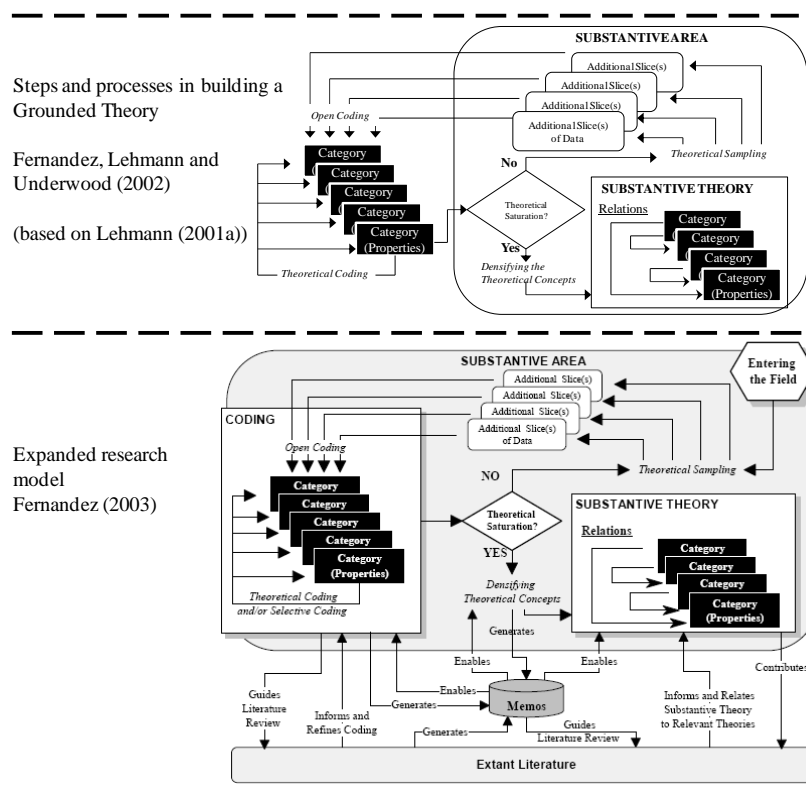 Steps and processes in building a
Grounded Theory
Fernandez, Lehmann and
Underwood (2002)
(based on Lehmann (2001a))
SUBSTANTIVE AREA
Additional Slice(s)
Additional Slice(s)
Additional Slice(s)
Additional Slice(s)
of Data
Open Coding
Category
Category
Category
Category
Category
(Properties)
Theoretical Coding
Theoretical Sampling
No
Theoretical
Saturation?
Yes
Densifying the
Theoretical Concepts
SUBSTANTIVE THEORY
Relations
Category
Category
Category
Category
(Properties)
Expanded research
model
Fernandez (2003)
SUBSTANTIVE AREA
Entering
the Field
Additional Slice(s)
Additional Slice(s)
Additional Slice(s)
Additional Slice(s)
of Data
CODING
Open Coding
Category
Category
Category
Category
Category
(Properties)
Theoretical Coding
and/or Selective Coding
Theoretical Sampling
NO
Theoretical
Saturation?
YES
Densifying
Theoretical Concepts
SUBSTANTIVE THEORY
Relations
Category
Category
Category
Category
(Properties)
Generates
Enables
Enables
Contributes
Guides
Literature
Review
Informs and
Refines Coding
Enables
Generates
Generates
Memos
Guides
Literature Review
Informs and Relates
Substantive Theory
to Relevant Theories
Extant Literature